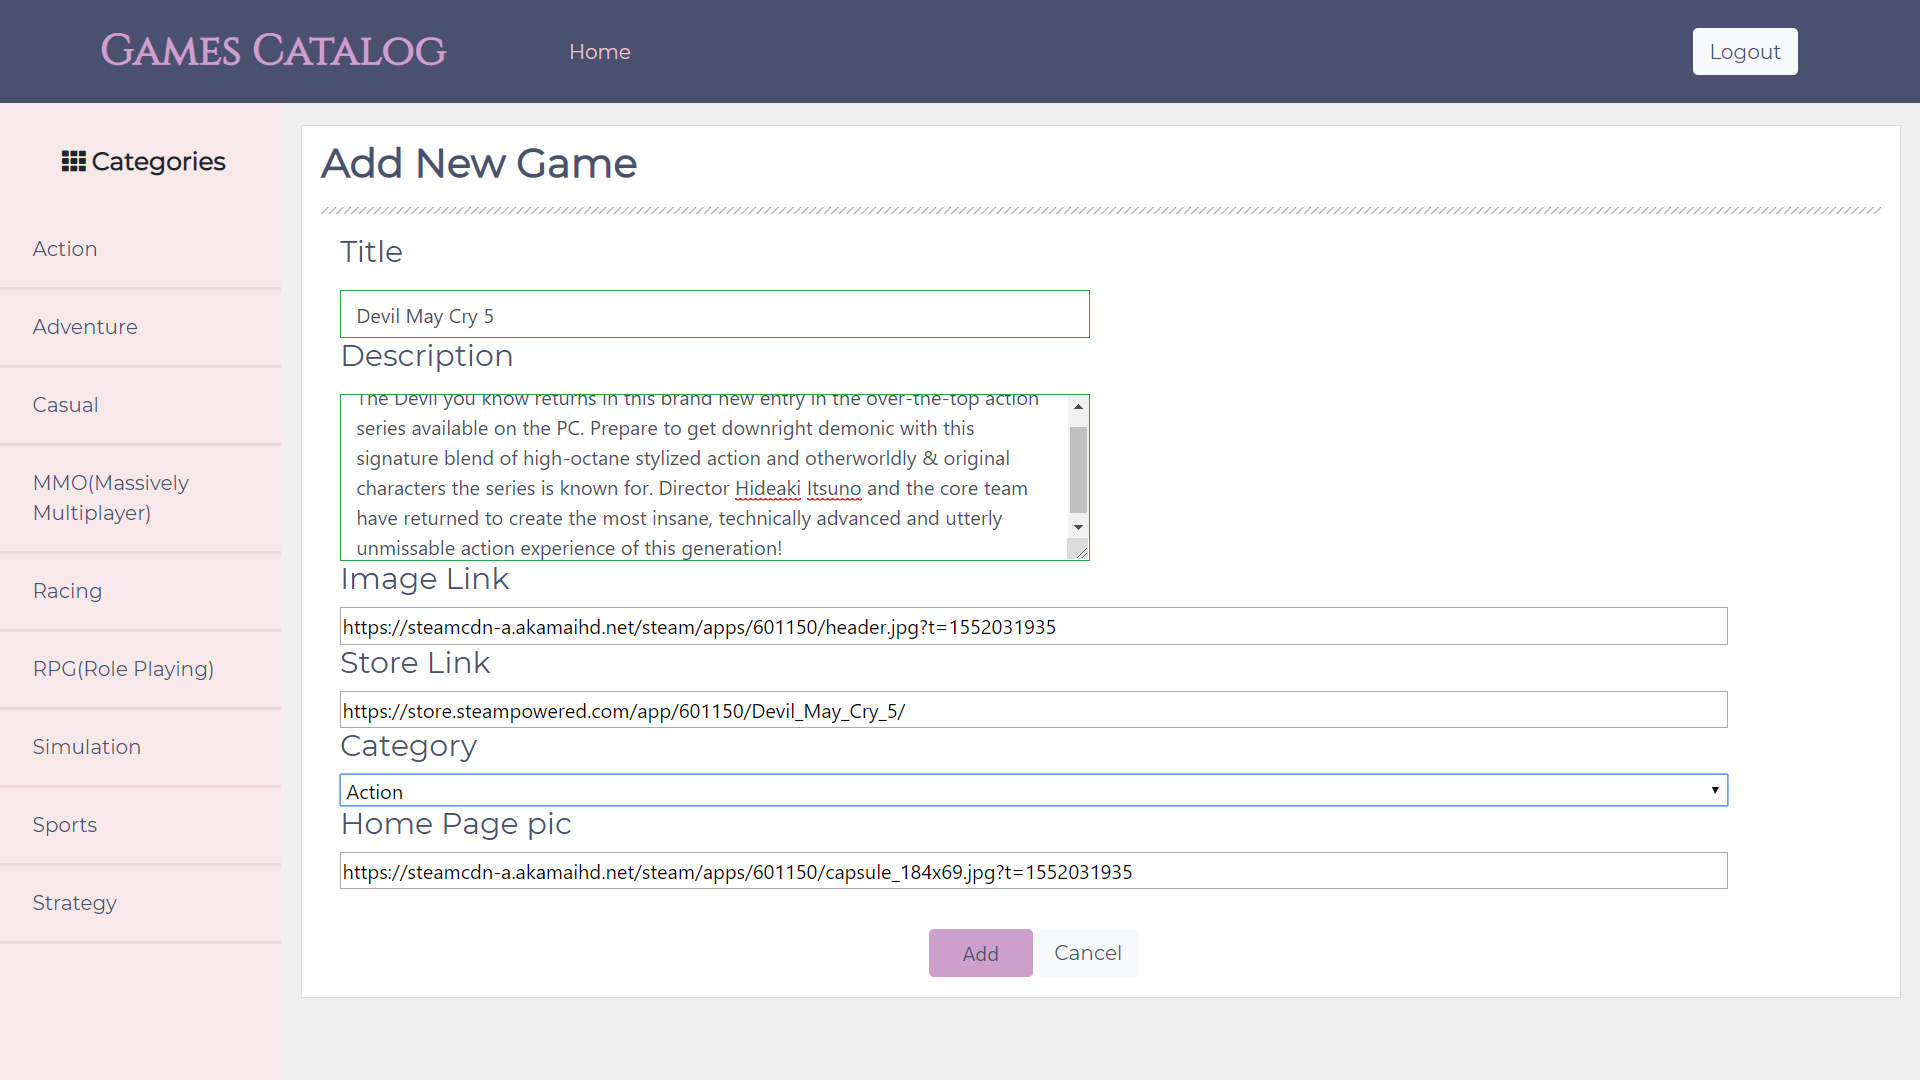 Games Catalog
Home
Logout
Categories
Action
Adventure
Casual
MMO(Massively
Multiplayer)
Racing
RPG(Role Playing)
Simulation
Sports
Strategy
Add New Game
Title
Devil May Cry 5
Description
The Devil you know returns in this brand new entry in the over-the-top action
series available on the PC. Prepare to get downright demonic with this
signature blend of high-octane stylized action and otherworldly & original
characters the series is known for. Director Hideaki Itsuno and the core team
have returned to create the most insane, technically advanced and utterly
unmissable action experience of this generation!
Image Link
https://steamcdn-a.akamaihd.net/steam/apps/601150/header.jpg?t=1552031935
Store Link
https://store.steampowered.com/app/601150/Devil_May_Cry_5/
Category
Action
Home Page pic
https://steamcdn-a.akamaihd.net/steam/apps/601150/capsule_184x69.jpg?t=1552031935
Add
Cancel